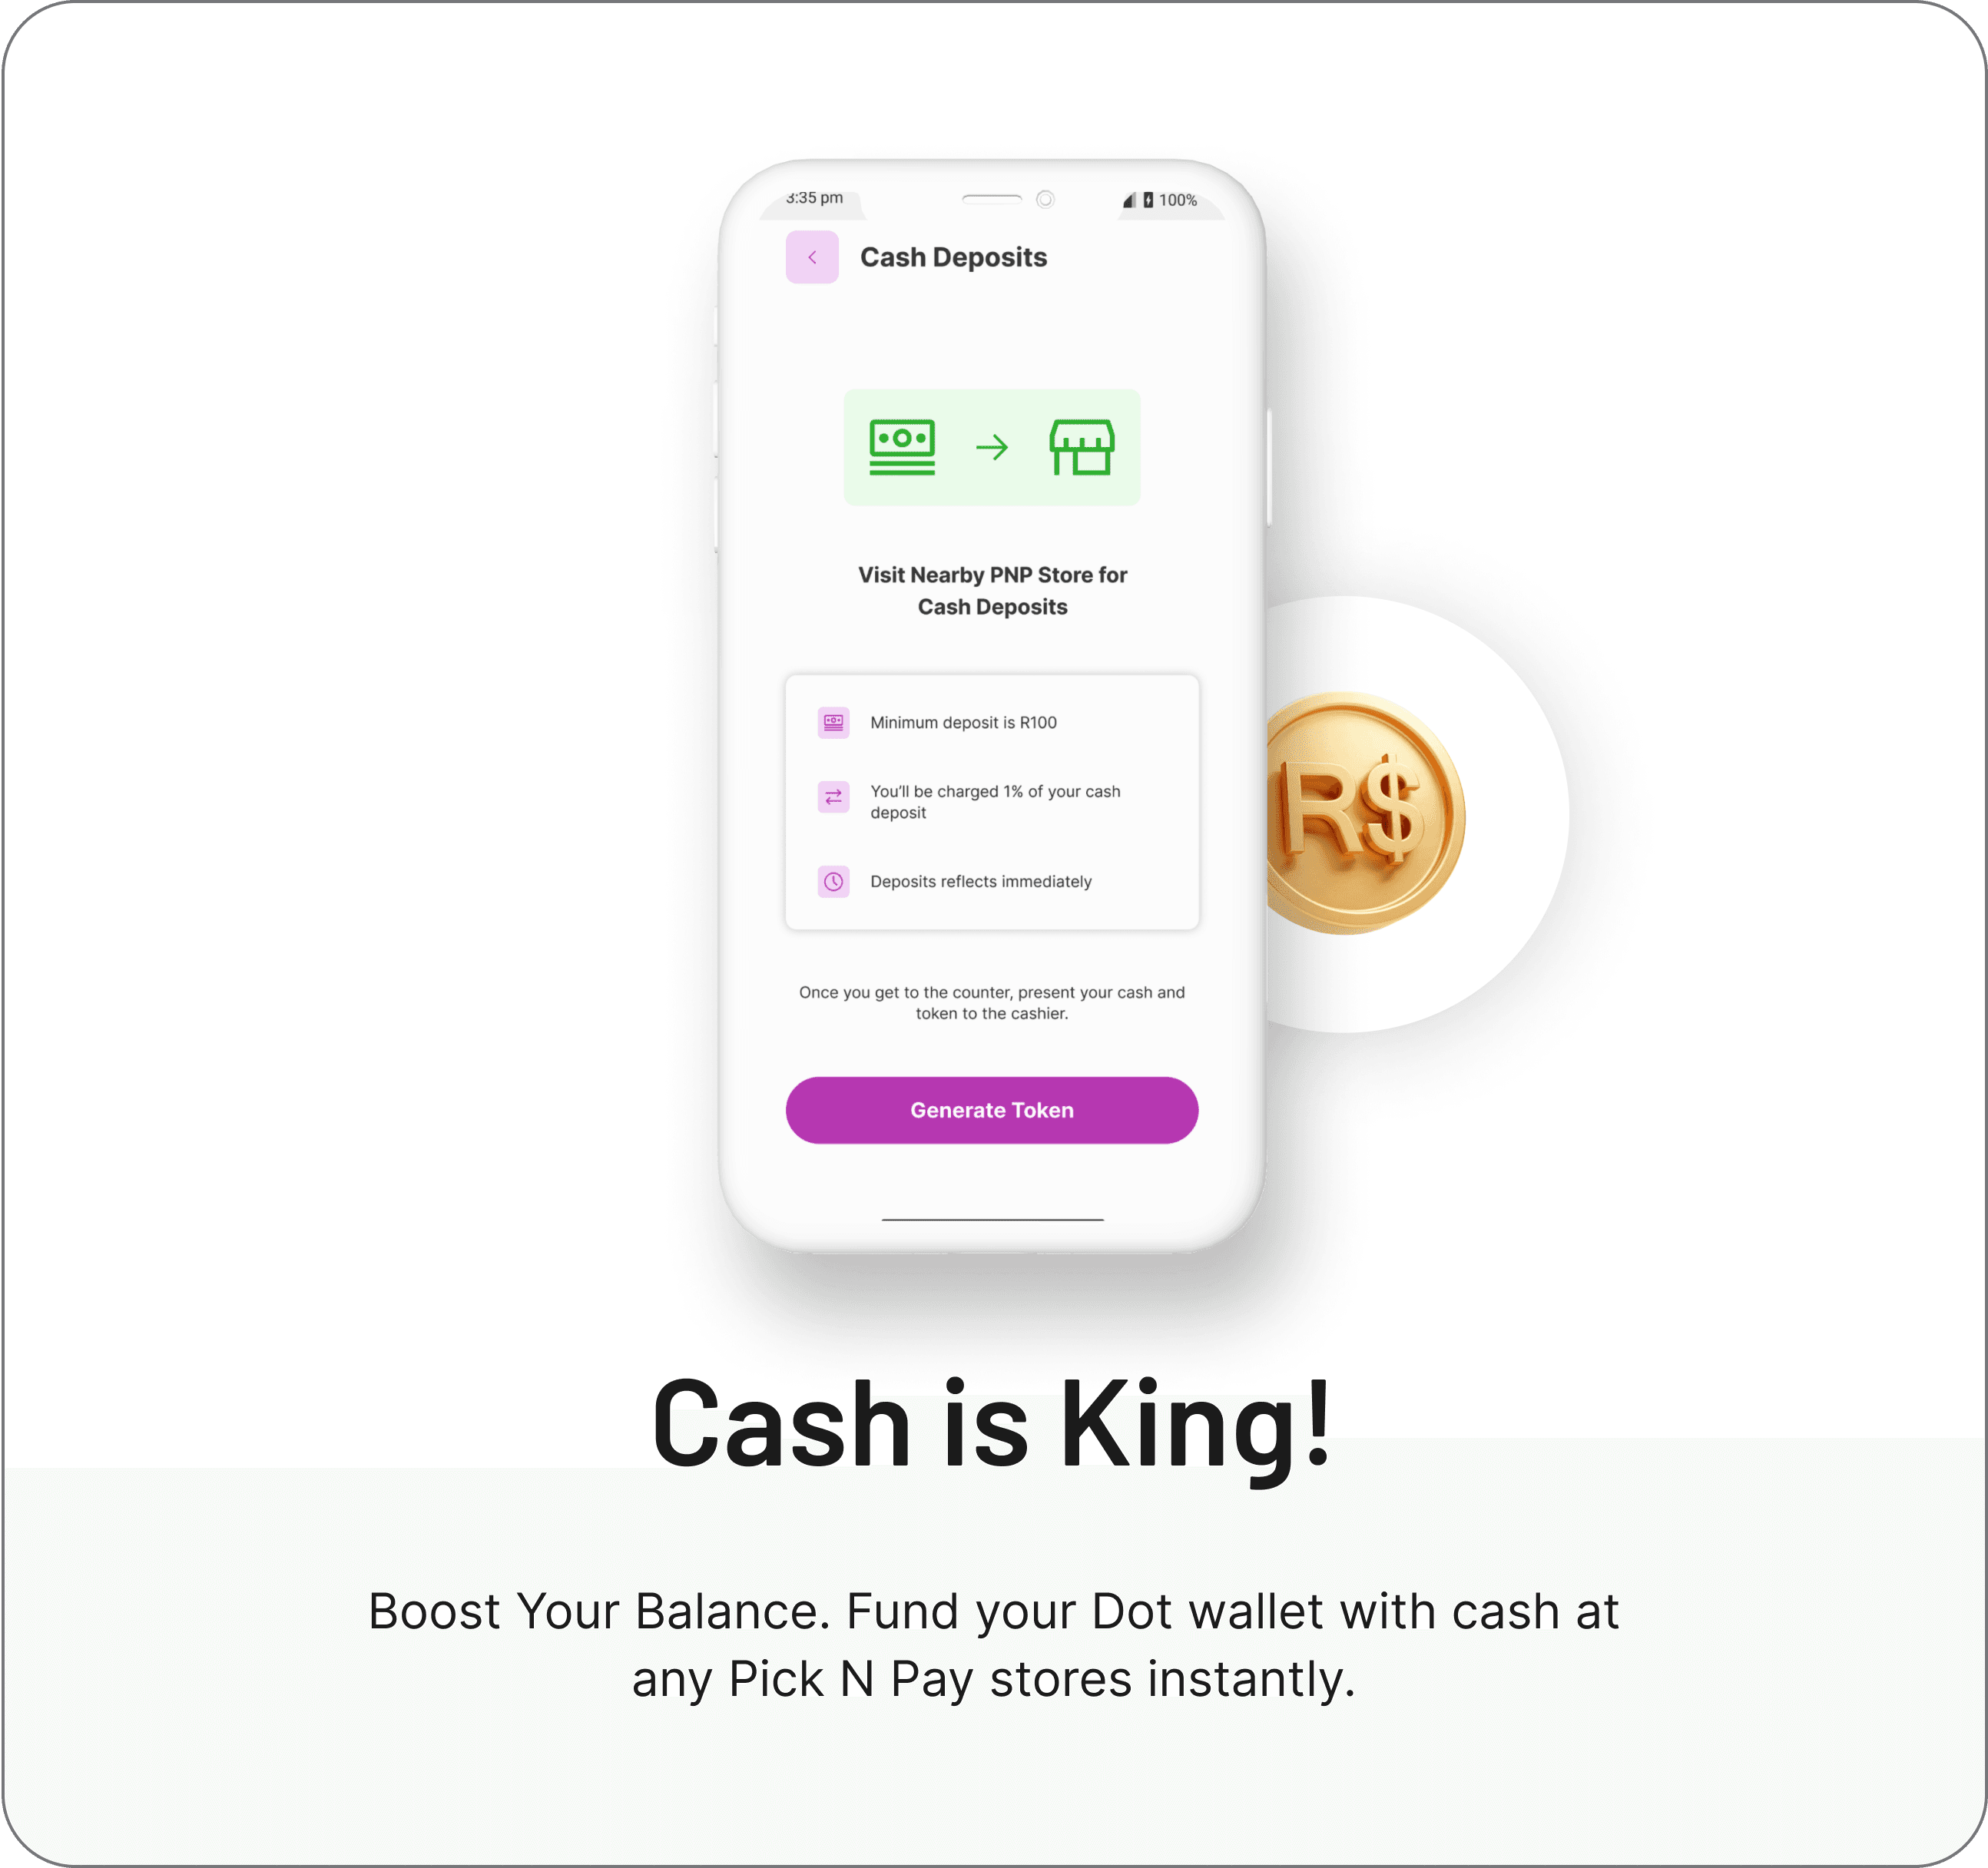 3:35 pm
100%
Cash Deposits
Visit Nearby PNP Store for
Cash Deposits
Minimum deposit is R100
You'll be charged 1% of your cash
deposit
Deposits reflects immediately
R$
Once you get to the counter, present your cash and
token to the cashier.
Generate Token
Cash is King!
Boost Your Balance. Fund your Dot wallet with cash at
any Pick N Pay stores instantly.